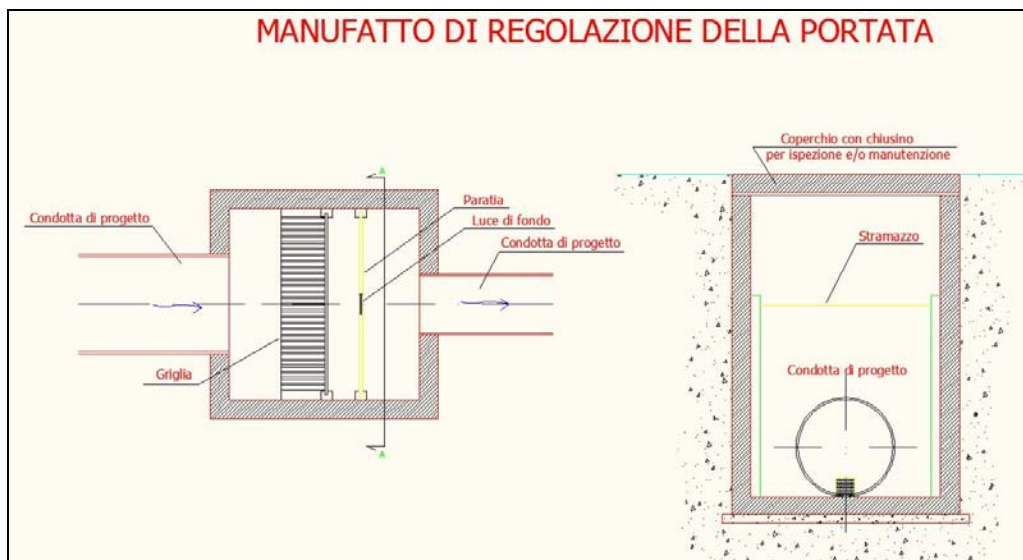 MANUFATTO DI REGOLAZIONE DELLA PORTATA
Condotta di progetto
Griglia
A
Paratia
Luce di fondo
Condotta di progetto
A
Coperchio con chiusino
per ispezione e/o manutenzione
Stramazzo
Condotta di progetto